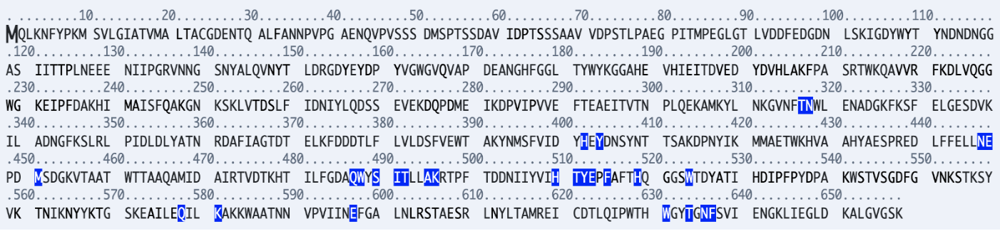 . .......10.........20.........30.........40.........50.........60.........70.........80.........90.........100.........110.........
MQLKNFYPKM SVLGIATVMA LTACGDENTQ ALFANNPVPG AENQVPVSSS DMSPTSSDAV IDPTSSSAAV VDPSTLPAEG PITMPEGLGT LVDDFEDGDN LSKIGDYWYT YNDNDNGG
.120.........130.........140.........150.........160.........170.........180.........190.........200.........210.........220........
AS IITTPLNEEE NIIPGRVNNG SNYALQVNYT LDRGDYEYDP YVGWGVQVAP DEANGHFGGL TYWYKGGAHE VHIEITDVED YDVHLAKFPA SRTWKQAVVR FKDLVQGG
.230.........240.........250.........260.........270.........280.........290.........300.........310.........320.........330........
WG KEIPFDAKHI MAISFQAKGN KSKLVTDSLF IDNIYLQDSS EVEKDQPDME IKDPVIPVVE FTEAEITVTN PLQEKAMKYL NKGVNFTNWL ENADGKFKSF ELGESDVK
.340.........350.........360.........370.........380.........390.........400.........410.........420.........430.........440........
IL ADNGFKSLRL PIDLDLYATN RDAFIAGTDT ELKFDDDTLF LVLDSFVEWT AKYNMSFVID YHEYDNSYNT TSAKDPNYIK MMAETWKHVA AHYAESPRED LFFELLNE
.450.........460.........470.........480.........490.........500.........510.........520.........530.........540.........550........
PD MSDGKVTAAT WTTAAQAMID AIRTVDTKHT ILFGDAQWYS ITLLAKRTPF TDDNIIYVIH TYEPFAFTHQ GGSWTDYATI HDIPFPYDPA KWSTVSGDFG VNKSTKSY
.560.........570.........580.........590.........600.........610.........620.........630.........640.........650.......
VK TNIKNYYKTG SKEAILEQIL KAKKWAATNN VPVIINEFGA LNLRSTAESR LNYLTAMREI CDTLQIPWTH WGYTGNFSVI ENGKLIEGLD KALGVGSK